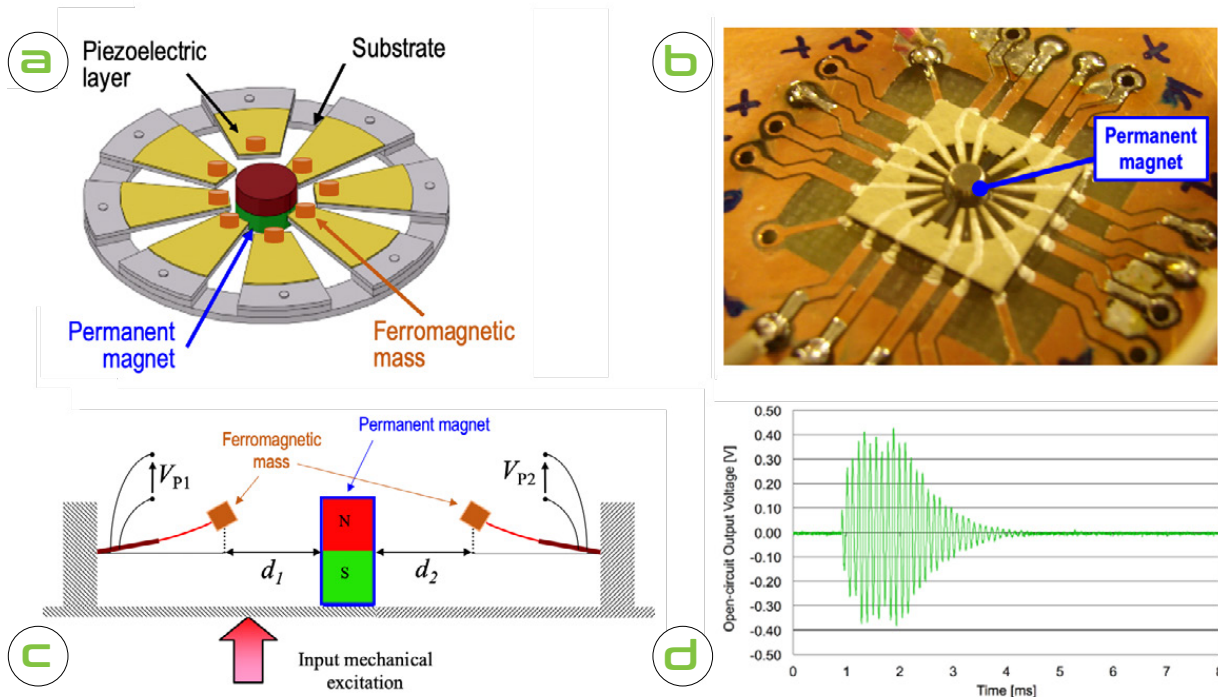 a
Piezoelectric
layer
Substrate
Permanent
magnet
Ferromagnetic
mass
b
Permanent
magnet
c
Ferromagnetic
mass
Permanent magnet
VP1
VP2
N
S
d1
d2
Input mechanical
excitation
d
Open-circuit Output Voltage [V]
0.50
0.40
0.30
0.20
0.10
0.00
-0.10
-0.20
-0.30
-0.40
-0.50
0 1 2 3 4 5 6 7 8
Time [ms]